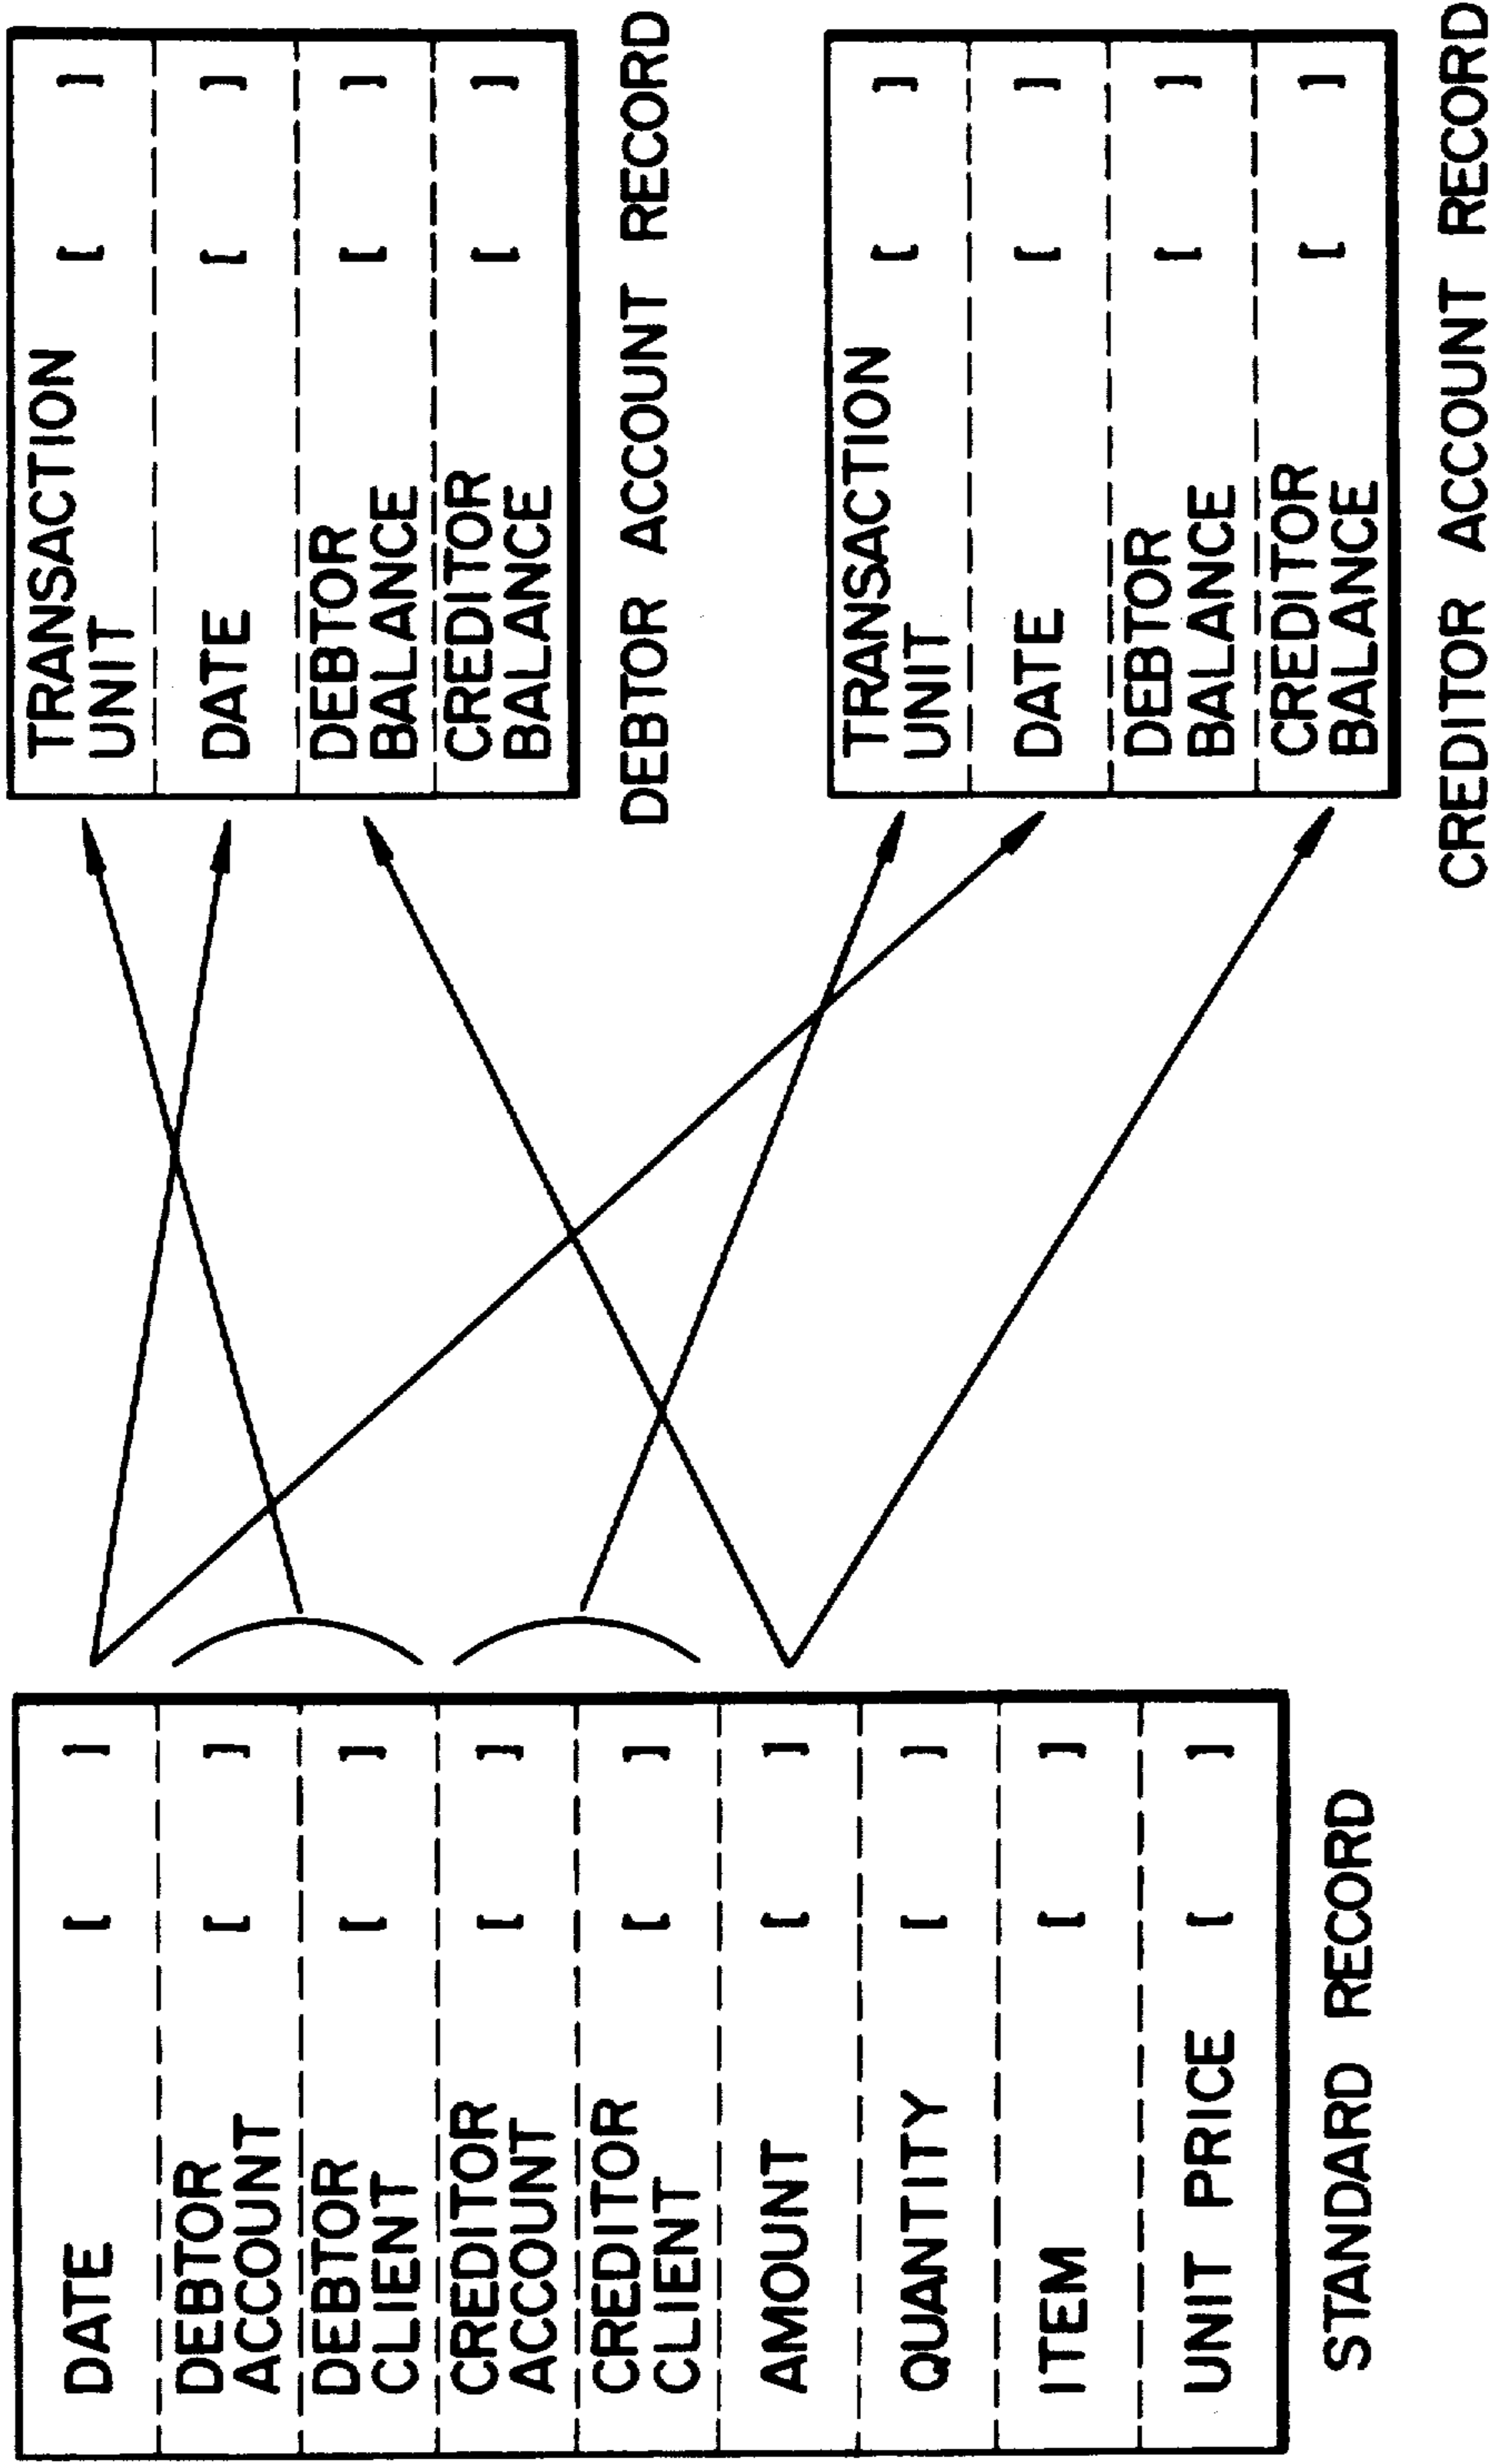 DATE [ ]
DEBTOR
ACCOUNT [ ]
DEBTOR
CLIENT [ ]
CREDITOR
ACCOUNT [ ]
CREDITOR
CLIENT [ ]
AMOUNT [ ]
QUANTITY [ ]
ITEM [ ]
UNIT PRICE [ ]
STANDARD RECORD
TRANSACTION
UNIT [ ]
DATE [ ]
DEBTOR
BALANCE [ ]
CREDITOR
BALANCE [ ]
DEBTOR ACCOUNT RECORD
TRANSACTION
UNIT [ ]
DATE [ ]
DEBTOR
BALANCE [ ]
CREDITOR
BALANCE [ ]
CREDITOR ACCOUNT RECORD